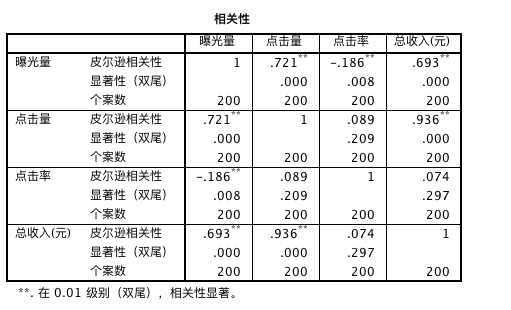 相关性
曝光量 点击量 点击率 总收入(元)
曝光量 皮尔逊相关性 1 .721** -.186** .693**
显著性（双尾） .000 .008 .000
个案数 200 200 200 200
点击量 皮尔逊相关性 .721** 1 .089 .936**
显著性（双尾） .000 .209 .000
个案数 200 200 200 200
点击率 皮尔逊相关性 -.186** .089 1 .074
显著性（双尾） .008 .209 .297
个案数 200 200 200 200
总收入(元) 皮尔逊相关性 .693** .936** .074 1
显著性（双尾） .000 .000 .297
个案数 200 200 200 200
**. 在 0.01 级别（双尾），相关性显著。